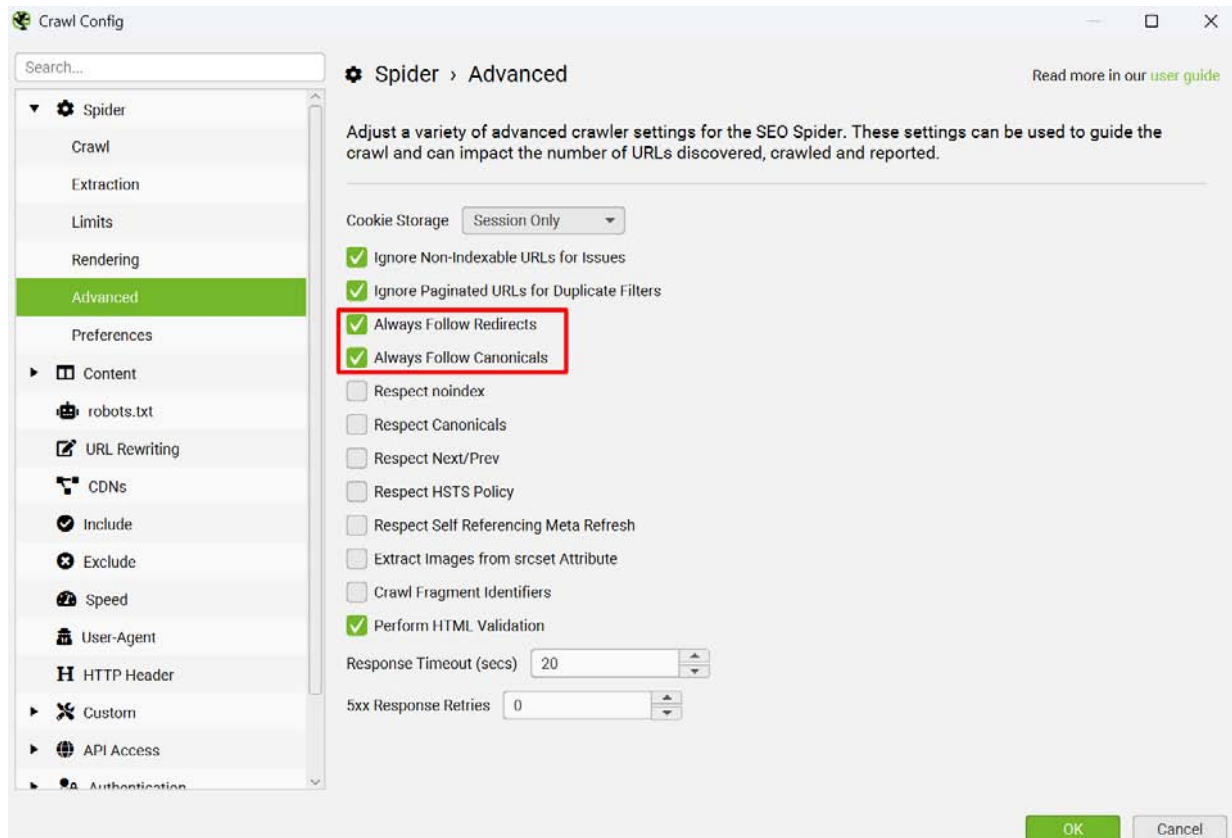 Crawl Config
Search...
Spider
Crawl
Extraction
Limits
Rendering
Advanced
Preferences
Content
robots.txt
URL Rewriting
CDNs
Include
Exclude
Speed
User-Agent
HTTP Header
Custom
API Access
Authentication
Spider › Advanced
Read more in our user guide
Adjust a variety of advanced crawler settings for the SEO Spider. These settings can be used to guide the
crawl and can impact the number of URLs discovered, crawled and reported.
Cookie Storage Session Only
Ignore Non-Indexable URLs for Issues
Ignore Paginated URLs for Duplicate Filters
Always Follow Redirects
Always Follow Canonicals
Respect noindex
Respect Canonicals
Respect Next/Prev
Respect HSTS Policy
Respect Self Referencing Meta Refresh
Extract Images from srcset Attribute
Crawl Fragment Identifiers
Perform HTML Validation
Response Timeout (secs) 20
5xx Response Retries 0
OK Cancel